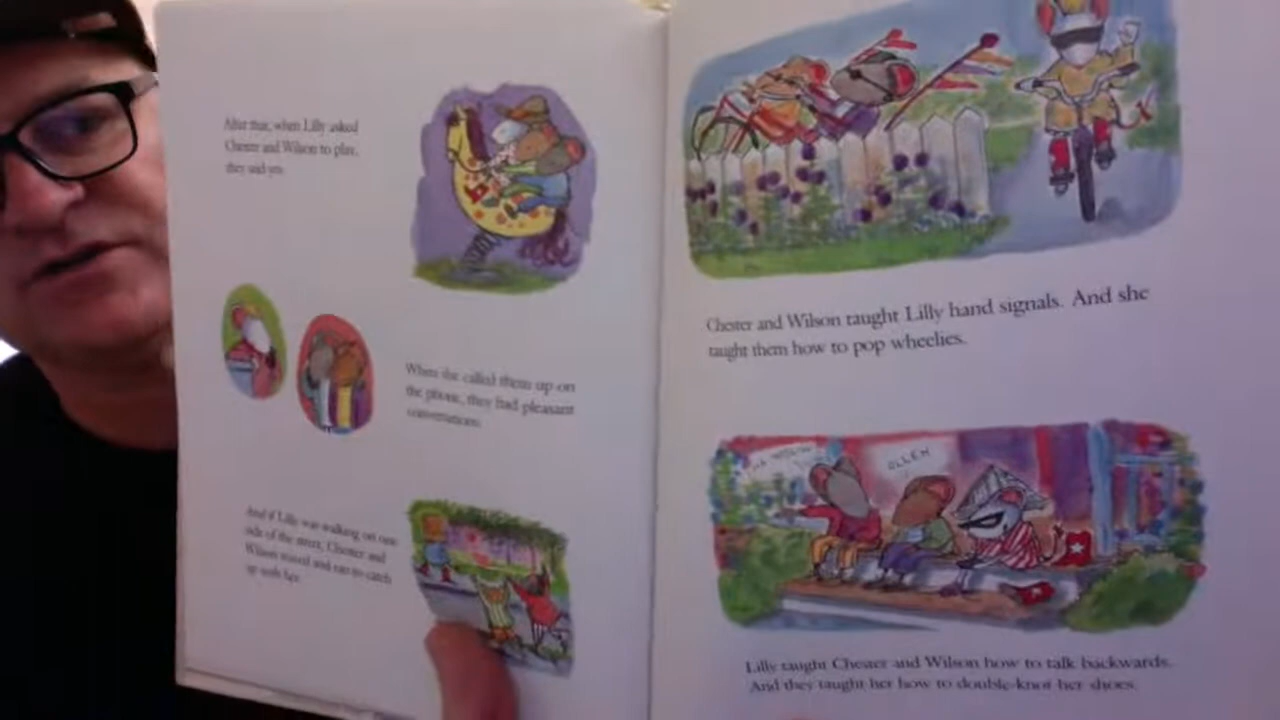 After that, when Lilly asked
Chester and Wilson to play,
they said yes.
When she called them up on
the phone, they had pleasant
conversations.
And if Lilly was walking on one
side of the street, Chester and
Wilson waved and ran to catch
up with her.
Chester and Wilson taught Lilly hand signals. And she
taught them how to pop wheelies.
OLLEH
Lilly taught Chester and Wilson how to talk backwards.
And they taught her how to double-knot her shoes.